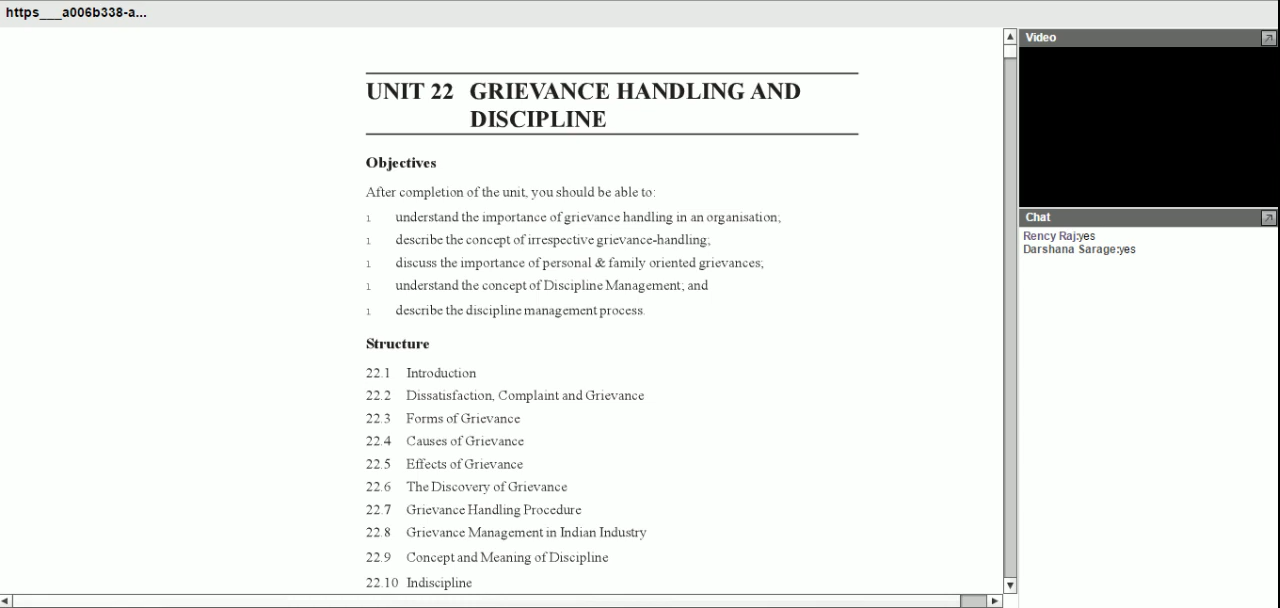 https___a006b338-a...
UNIT 22 GRIEVANCE HANDLING AND
DISCIPLINE
Objectives
After completion of the unit, you should be able to:
l understand the importance of grievance handling in an organisation;
l describe the concept of irrespective grievance-handling;
l discuss the importance of personal & family oriented grievances;
l understand the concept of Discipline Management; and
l describe the discipline management process.
Structure
22.1 Introduction
22.2 Dissatisfaction, Complaint and Grievance
22.3 Forms of Grievance
22.4 Causes of Grievance
22.5 Effects of Grievance
22.6 The Discovery of Grievance
22.7 Grievance Handling Procedure
22.8 Grievance Management in Indian Industry
22.9 Concept and Meaning of Discipline
22.10 Indiscipline
Video
Chat
Rency Raj:yes
Darshana Sarage:yes